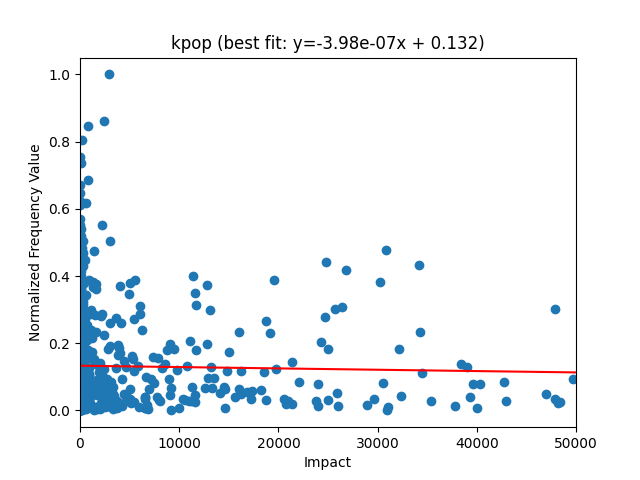 kpop (best fit: y=-3.98e-07x + 0.132)
1.0
0.8
0.6
0.4
0.2
0.0
Normalized Frequency Value
0 10000 20000 30000 40000 50000
Impact